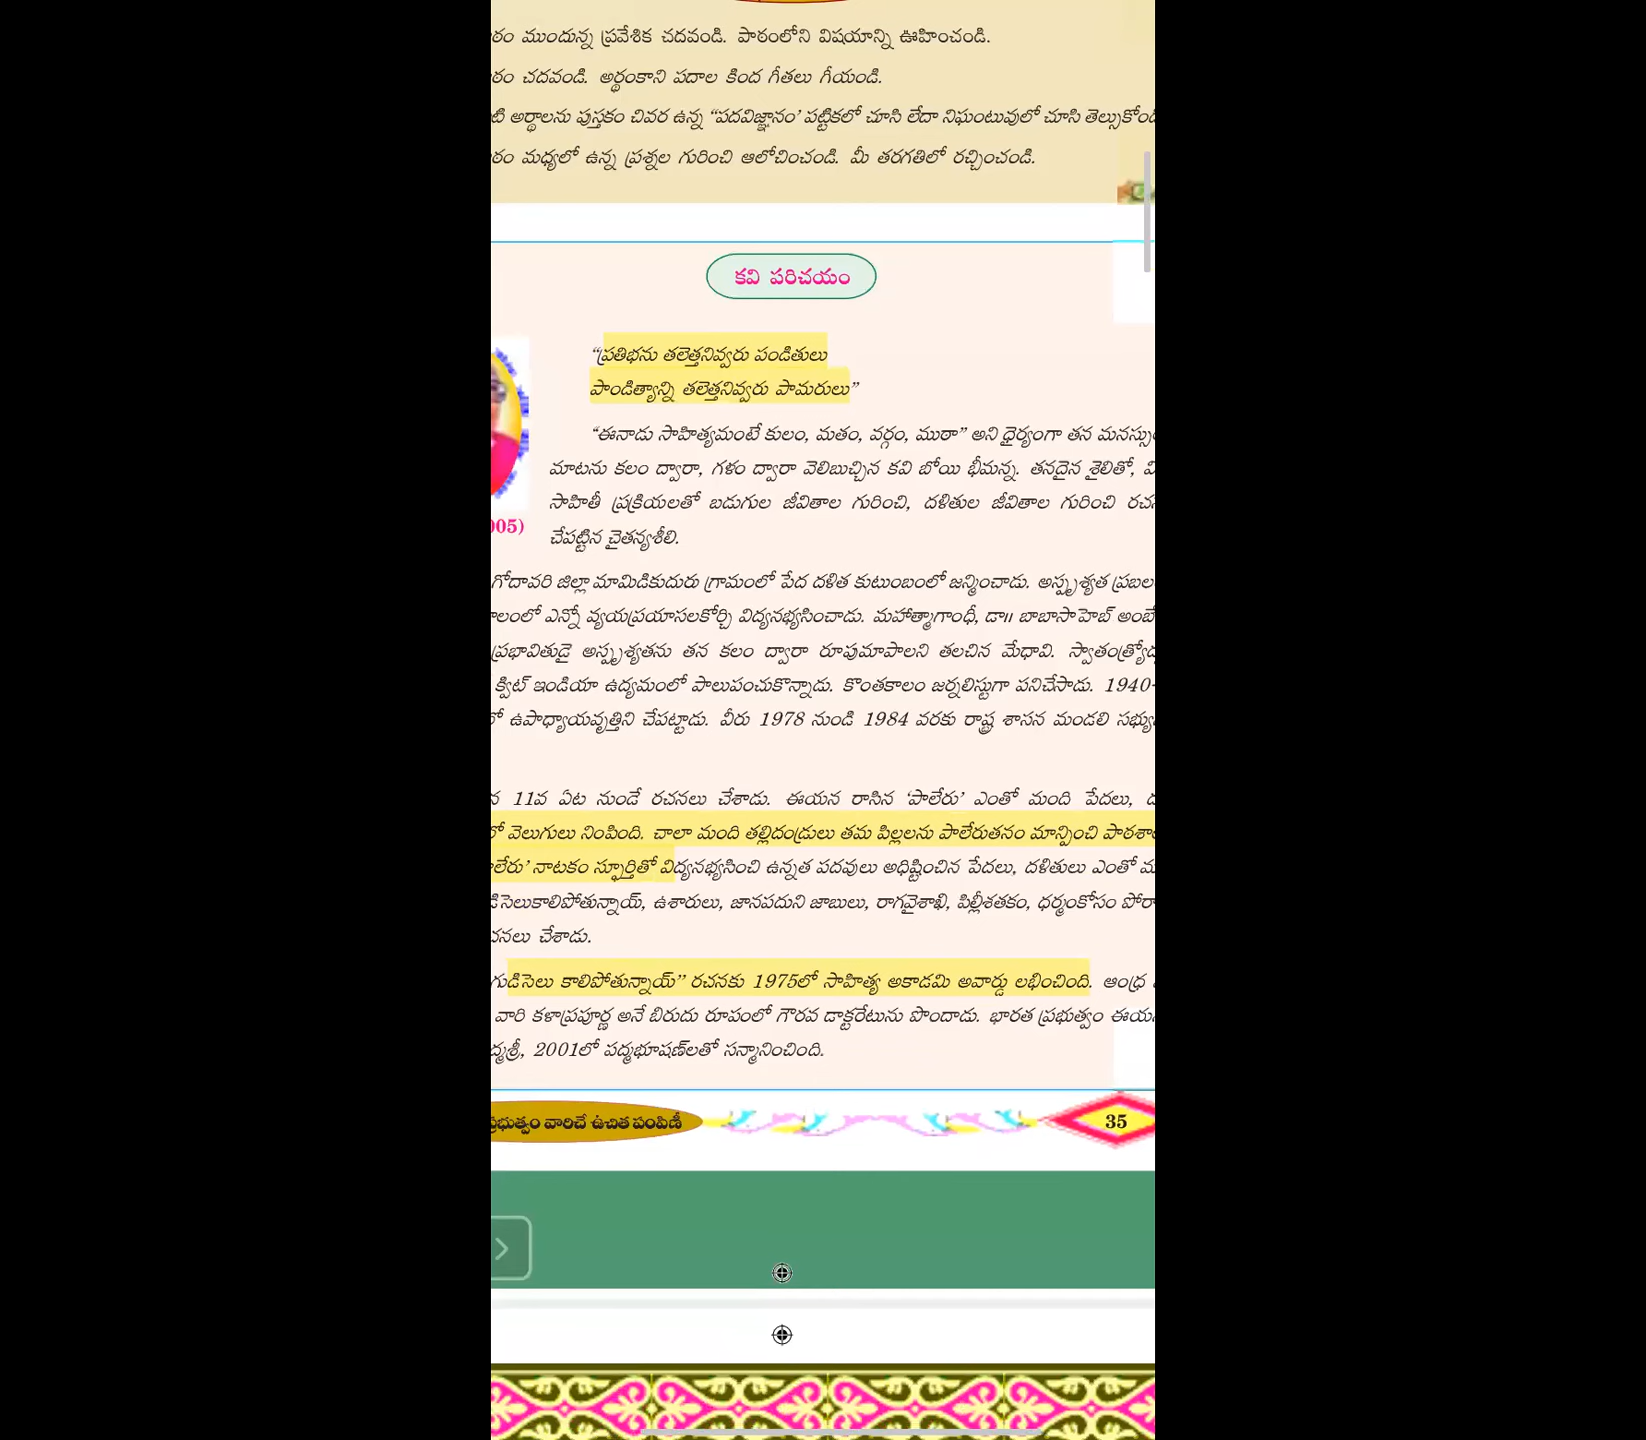 ముందున్న ప్రవేశిక చదవండి. పాఠంలోని విషయాన్ని ఊహించండి.
చదవండి. అర్థంకాని పదాల కింద గీతలు గీయండి.
అర్థాలను పుస్తకం చివర ఉన్న “పదవిజ్ఞానం’ పట్టికలో చూసి లేదా నిఘంటువులో చూసి
మధ్యలో ఉన్న ప్రశ్నల గురించి ఆలోచించండి. మీ తరగతిలో రచ్చించండి.
కవి పరిచయం
“ప్రతిభను తలెత్తనివ్వరు పండితులు
పాండిత్యాన్ని తలెత్తనివ్వరు పామరులు”
“ఈనాడు సాహిత్యమంటే కులం, మతం, వర్గం, ముఠా” అని ధైర్యంగా తన
మాటను కలం ద్వారా, గళం ద్వారా వెలిబుచ్చిన కవి బోయి భీమన్న. తనదైన శైలితో,
సాహితీ ప్రక్రియలతో బడుగుల జీవితాల గురించి, దళితుల జీవితాల గురించి
005)
చేపట్టిన చైతన్యశీలి.
గోదావరి జిల్లా మామిడికుదురు గ్రామంలో పేద దళిత కుటుంబంలో జన్మించాడు. అస్పృశ్యత
ఎన్నో వ్యయప్రయాసలకోర్చి విద్యనభ్యసించాడు. మహాత్మాగాంధీ, డా॥ బాబాసాహెబ్
ప్రభావితుడై అస్పృశ్యతను తన కలం ద్వారా రూపుమాపాలని తలచిన మేధావి.
క్విట్ ఇండియా ఉద్యమంలో పాలుపంచుకొన్నాడు. కొంతకాలం జర్నలిస్టుగా పనిచేసాడు. 1940-
ఉపాధ్యాయవృత్తిని చేపట్టాడు. వీరు 1978 నుండి 1984 వరకు రాష్ట్ర శాసన మండలి
11వ ఏట నుండే రచనలు చేశాడు. ఈయన రాసిన ‘పాలేరు’ ఎంతో మంది పేదలు,
వెలుగులు నింపింది. చాలా మంది తల్లిదండ్రులు తమ పిల్లలను పాలేరుతనం మాన్పించి
లేరు’ నాటకం స్ఫూర్తితో విద్యనభ్యసించి ఉన్నత పదవులు అధిష్టించిన పేదలు, దళితులు ఎంతో
డిసెలుకాలిపోతున్నాయ్, ఉశారులు, జానపదుని జాబులు, రాగవైశాఖి, పిల్లీశతకం, ధర్మంకోసం
చనలు చేశాడు.
గుడిసెలు కాలిపోతున్నాయ్” రచనకు 1975లో సాహిత్య అకాడమి అవార్డు లభించింది. ఆంధ్ర
వారి కళాప్రపూర్ణ అనే బిరుదు రూపంలో గౌరవ డాక్టరేటును పొందాడు. భారత ప్రభుత్వం
ద్మశ్రీ, 2001లో పద్మభూషణ్‌లతో సన్మానించింది.
ప్రభుత్వం వారిచే ఉచిత పంపిణీ
35